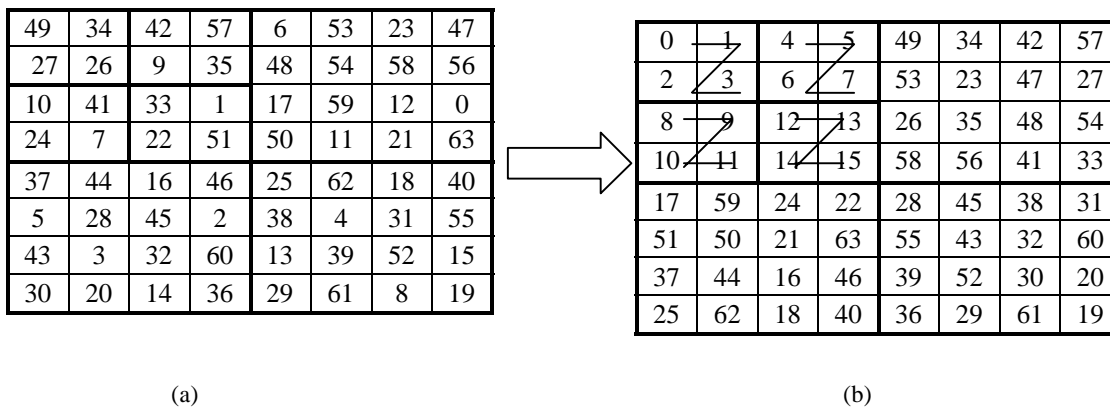 49 34 42 57 6 53 23 47
27 26 9 35 48 54 58 56
10 41 33 1 17 59 12 0
24 7 22 51 50 11 21 63
37 44 16 46 25 62 18 40
5 28 45 2 38 4 31 55
43 3 32 60 13 39 52 15
30 20 14 36 29 61 8 19
(a)
0 1 4 5 49 34 42 57
2 3 6 7 53 23 47 27
8 9 12 13 26 35 48 54
10 11 14 15 58 56 41 33
17 59 24 22 28 45 38 31
51 50 21 63 55 43 32 60
37 44 16 46 39 52 30 20
25 62 18 40 36 29 61 19
(b)